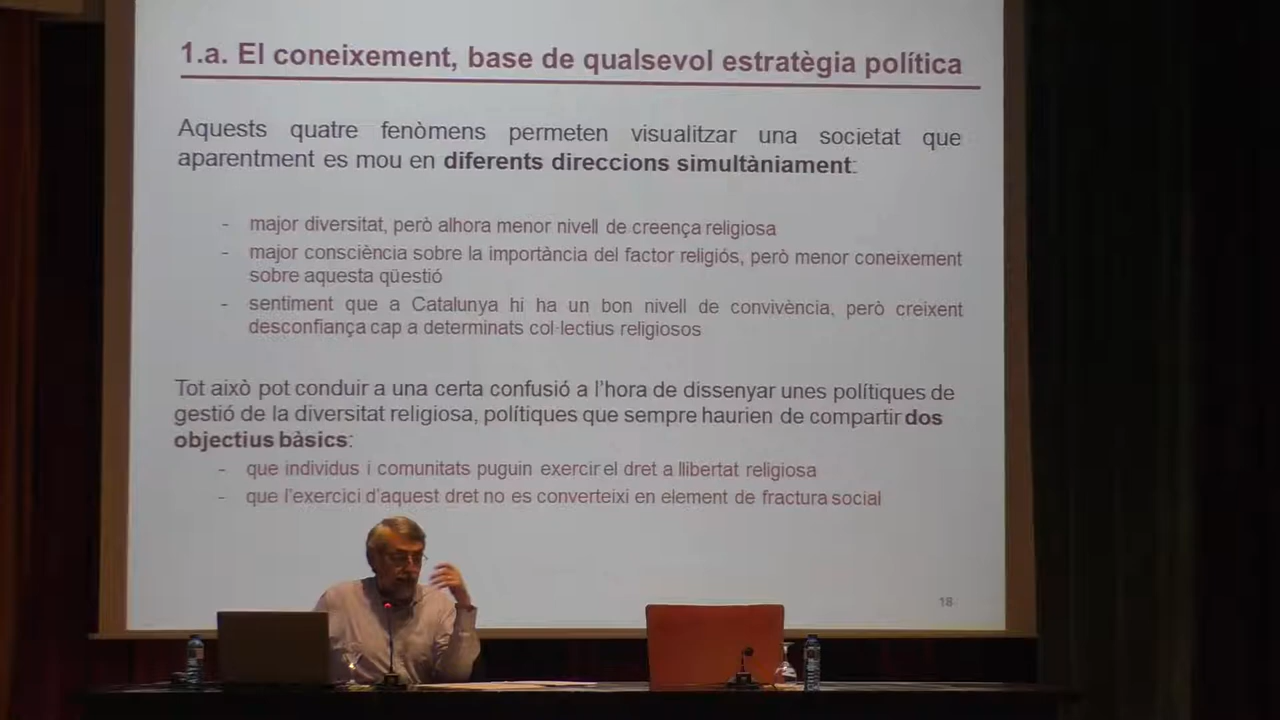 1.a. El coneixement, base de qualsevol estratègia política
Aquests quatre fenòmens permeten visualitzar una societat que
aparentment es mou en diferents direccions simultàniament:
- major diversitat, però alhora menor nivell de creença religiosa
- major consciència sobre la importància del factor religiós, però menor coneixement
sobre aquesta qüestió
- sentiment que a Catalunya hi ha un bon nivell de convivència, però creixent
desconfiança cap a determinats col·lectius religiosos
Tot això pot conduir a una certa confusió a l'hora de dissenyar unes polítiques de
gestió de la diversitat religiosa, polítiques que sempre haurien de compartir dos
objectius bàsics:
- que individus i comunitats puguin exercir el dret a llibertat religiosa
- que l'exercici d'aquest dret no es converteixi en element de fractura social
18